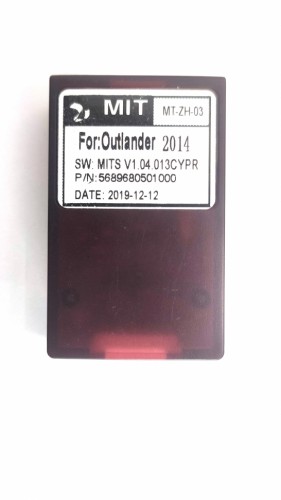 MIT MT-ZH-03
For:Outlander 2014
SW: MITS V1.04.013CYPR
P/N:5689680501000
DATE: 2019-12-12